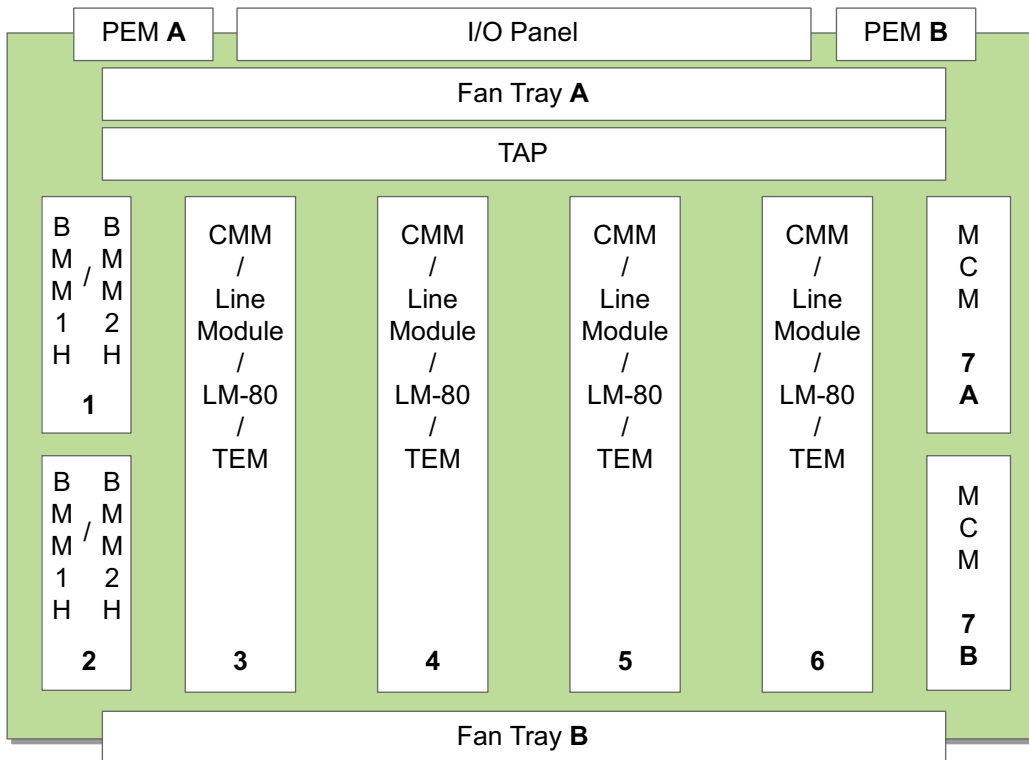 PEM A
I/O Panel
PEM B
Fan Tray A
TAP
B
M
M
1
H
/
B
M
M
2
H
1
B
M
M
1
H
/
B
M
M
2
H
2
CMM
/
Line
Module
/
LM-80
/
TEM
3
CMM
/
Line
Module
/
LM-80
/
TEM
4
CMM
/
Line
Module
/
LM-80
/
TEM
5
CMM
/
Line
Module
/
LM-80
/
TEM
6
M
C
M
7
A
M
C
M
7
B
Fan Tray B